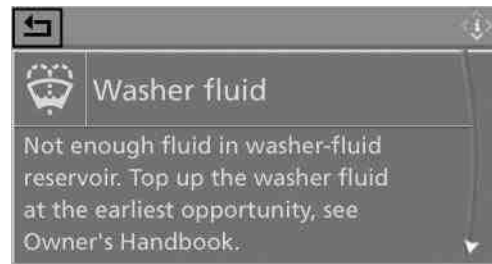 Washer fluid
Not enough fluid in washer-fluid
reservoir. Top up the washer fluid
at the earliest opportunity, see
Owner's Handbook.